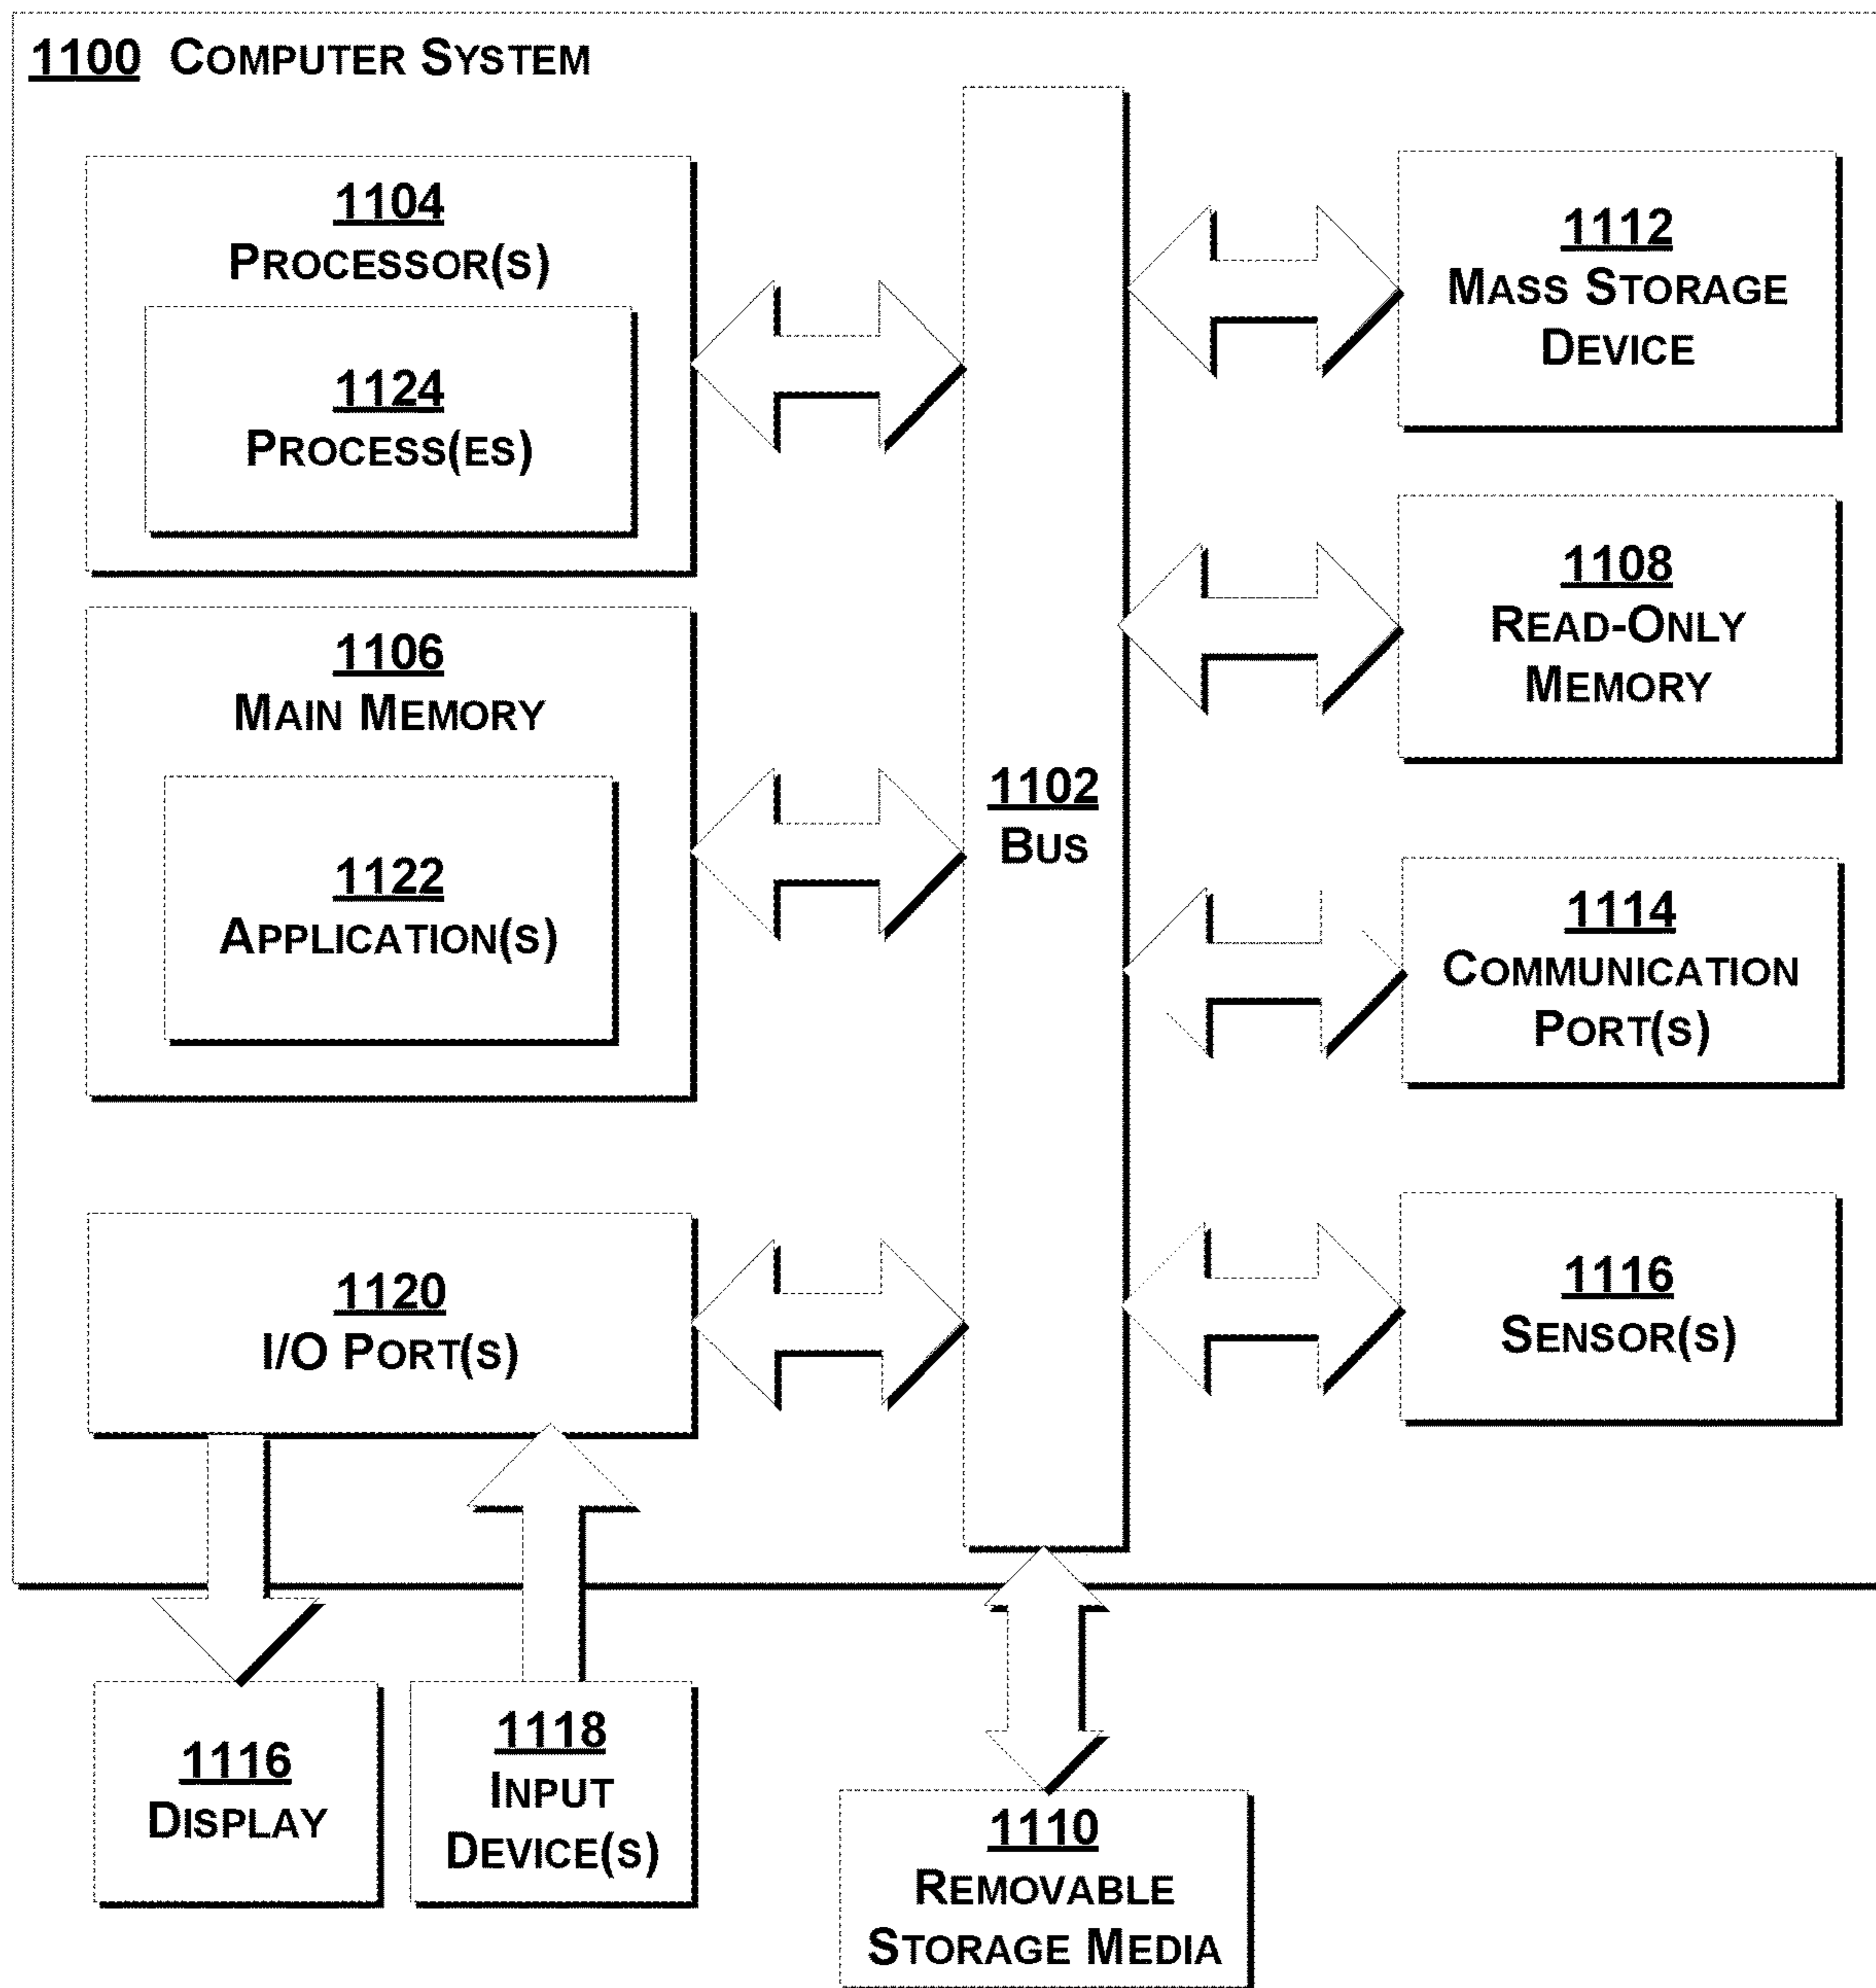 1100 COMPUTER SYSTEM
1104
PROCESSOR(S)
1124
PROCESS(ES)
1106
MAIN MEMORY
1122
APPLICATION(S)
1120
I/O PORT(S)
1102
BUS
1112
MASS STORAGE
DEVICE
1108
READ-ONLY
MEMORY
1114
COMMUNICATION
PORT(S)
1116
SENSOR(S)
1116
DISPLAY
1118
INPUT
DEVICE(S)
1110
REMOVABLE
STORAGE MEDIA